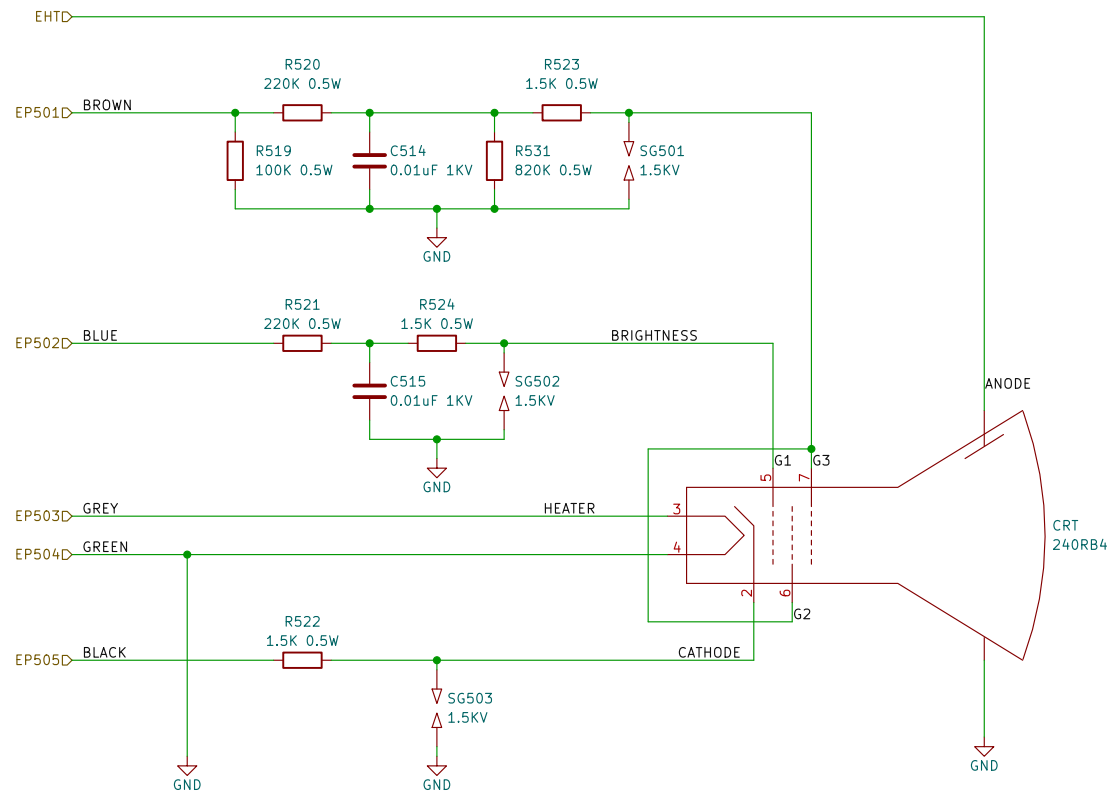 EHT
R520
220K 0.5W
R523
1.5K 0.5W
EP501
BROWN
R519
100K 0.5W
C514
0.01uF 1KV
R531
820K 0.5W
SG501
1.5KV
GND
R521
220K 0.5W
R524
1.5K 0.5W
EP502
BLUE
BRIGHTNESS
C515
0.01uF 1KV
SG502
1.5KV
GND
ANODE
G1
G3
5
7
EP503
GREY
HEATER
3
EP504
GREEN
4
CRT
240RB4
2
6
G2
R522
1.5K 0.5W
EP505
BLACK
CATHODE
SG503
1.5KV
GND
GND
GND